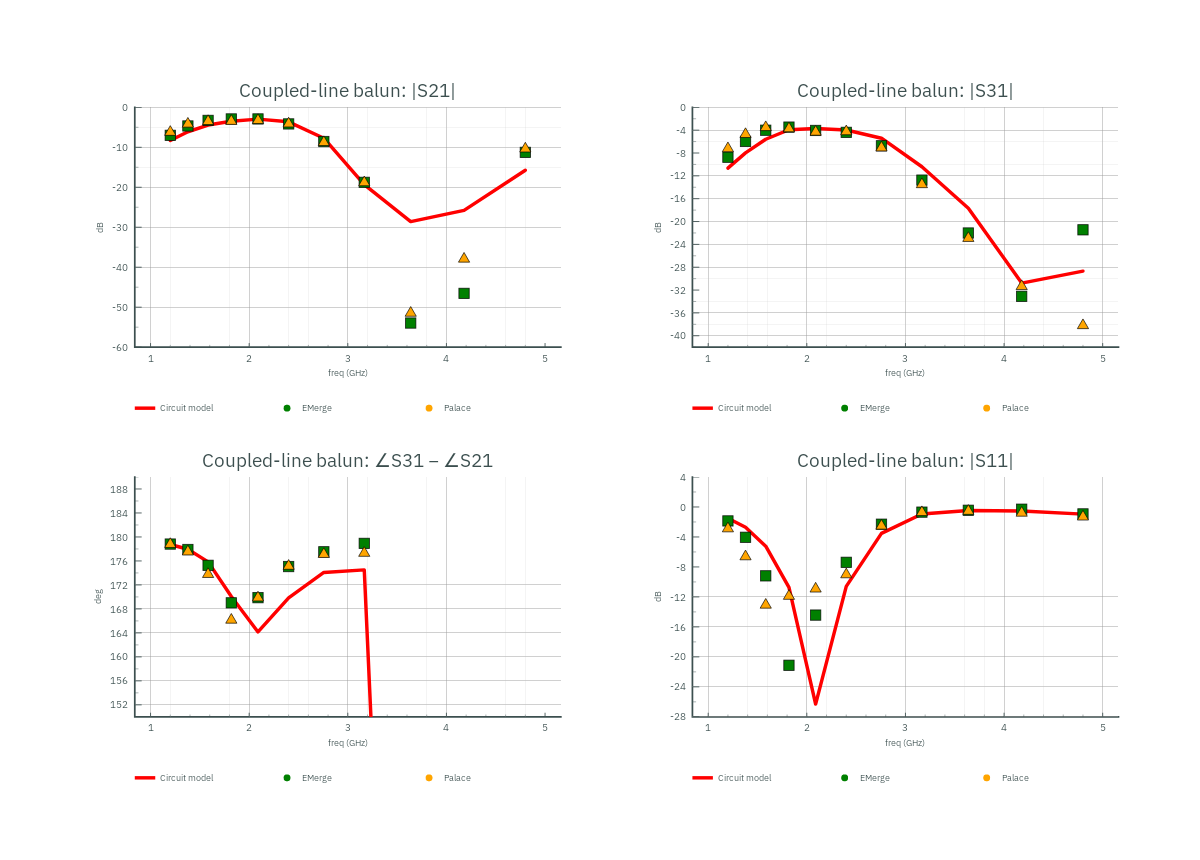 Coupled-line balun: |S21|
0
-10
-20
-30
-40
-50
-60
dB
1 2 3 4 5
freq (GHz)
Circuit model EMerge Palace
Coupled-line balun: |S31|
0
-4
-8
-12
-16
-20
-24
-28
-32
-36
-40
dB
1 2 3 4 5
freq (GHz)
Circuit model EMerge Palace
Coupled-line balun: ∠S31 – ∠S21
188
184
180
176
172
168
164
160
156
152
deg
1 2 3 4 5
freq (GHz)
Circuit model EMerge Palace
Coupled-line balun: |S11|
4
0
-4
-8
-12
-16
-20
-24
-28
dB
1 2 3 4 5
freq (GHz)
Circuit model EMerge Palace